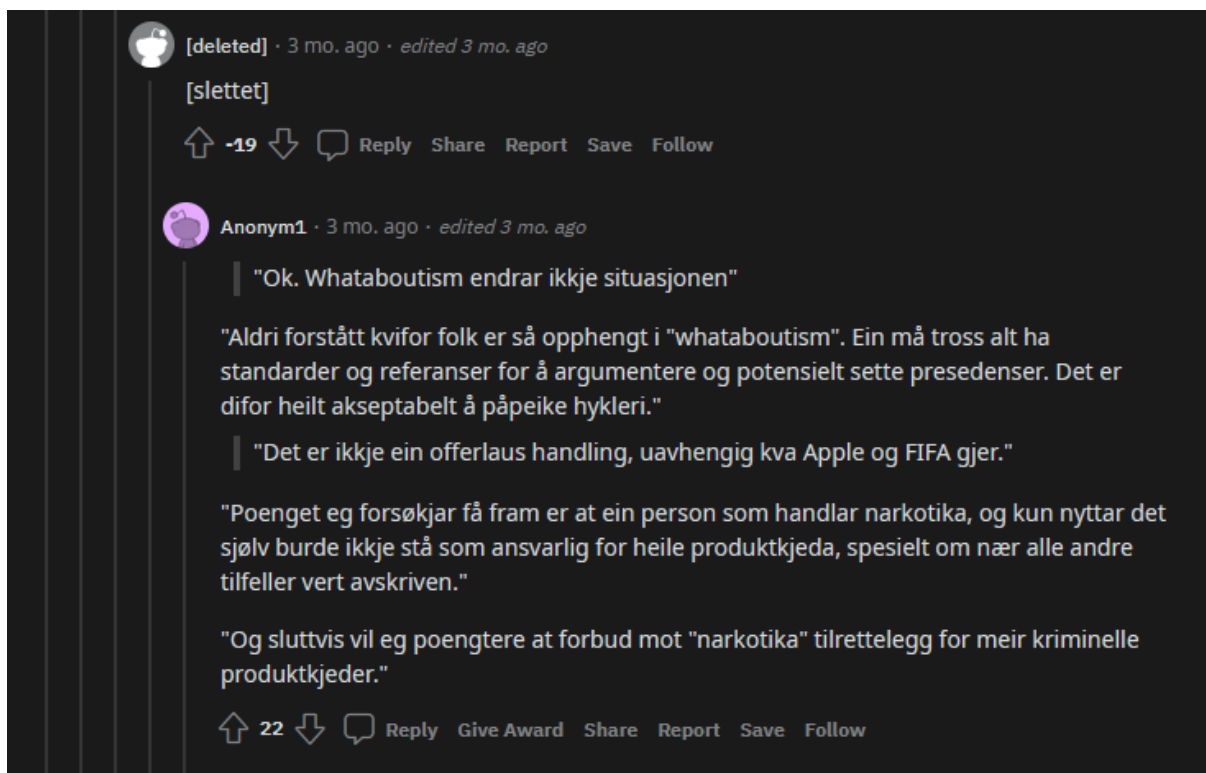 [deleted] · 3 mo. ago · edited 3 mo. ago
[slettet]
-19 Reply Share Report Save Follow
Anonym1 · 3 mo. ago · edited 3 mo. ago
"Ok. Whataboutism endrar ikkje situasjonen"
"Aldri forstått kvifor folk er så opphengt i "whataboutism". Ein må tross alt ha
standarder og referanser for å argumentere og potensielt sette presedenser. Det er
difor heilt akseptabelt å påpeike hykleri."
"Det er ikkje ein offerlaus handling, uavhengig kva Apple og FIFA gjer."
"Poenget eg forsøkjar få fram er at ein person som handlar narkotika, og kun nyttar det
sjølv burde ikkje stå som ansvarlig for heile produktkjeda, spesielt om nær alle andre
tilfeller vert avskriven."
"Og sluttvis vil eg poengtere at forbud mot "narkotika" tilrettelegg for meir kriminelle
produktkjeder."
22 Reply Give Award Share Report Save Follow